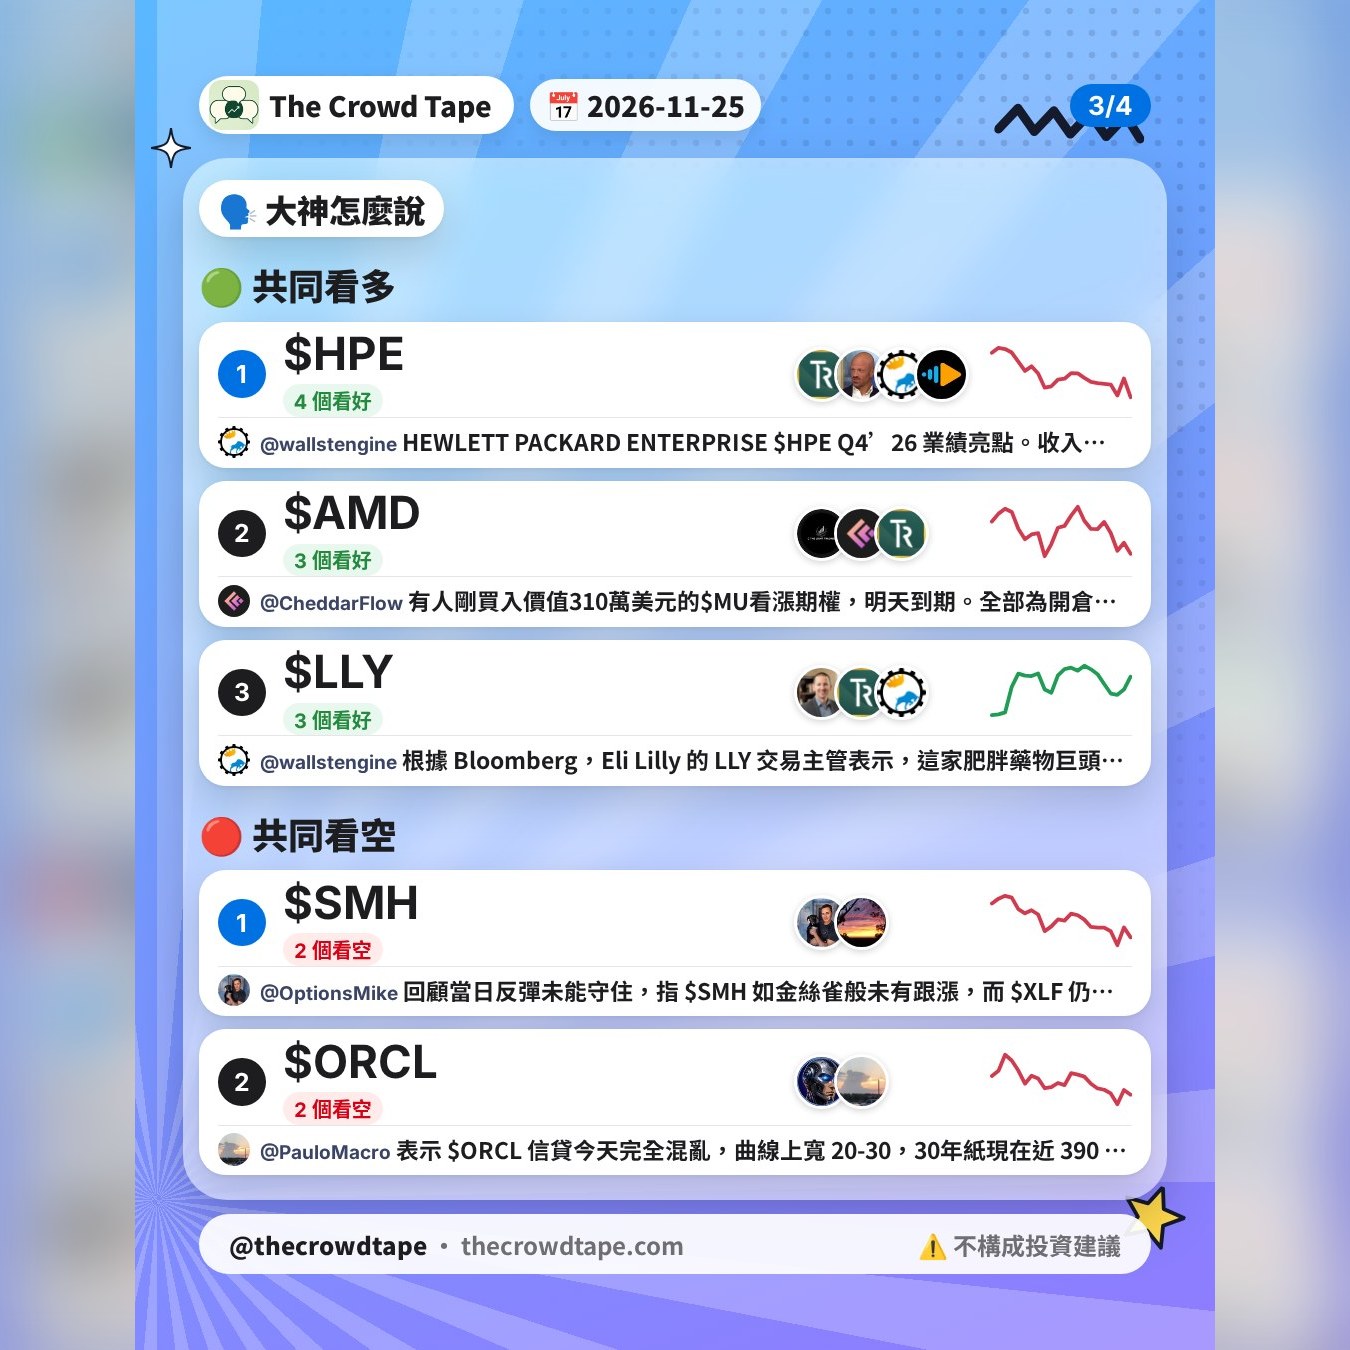 The Crowd Tape
2026-11-25
3/4
大神怎麼說
共同看多
1
$HPE
4 個看好
@wallstengine HEWLETT PACKARD ENTERPRISE $HPE Q4’26 業績亮點。收入…
2
$AMD
3 個看好
@CheddarFlow 有人剛買入價值310萬美元的$MU看漲期權，明天到期。全部為開倉…
3
$LLY
3 個看好
@wallstengine 根據 Bloomberg，Eli Lilly 的 LLY 交易主管表示，這家肥胖藥物巨頭…
共同看空
1
$SMH
2 個看空
@OptionsMike 回顧當日反彈未能守住，指 $SMH 如金絲雀般未有跟漲，而 $XLF 仍…
2
$ORCL
2 個看空
@PauloMacro 表示 $ORCL 信貸今天完全混亂，曲線上寬 20-30，30年紙現在近 390 …
@thecrowdtape • thecrowdtape.com
不構成投資建議